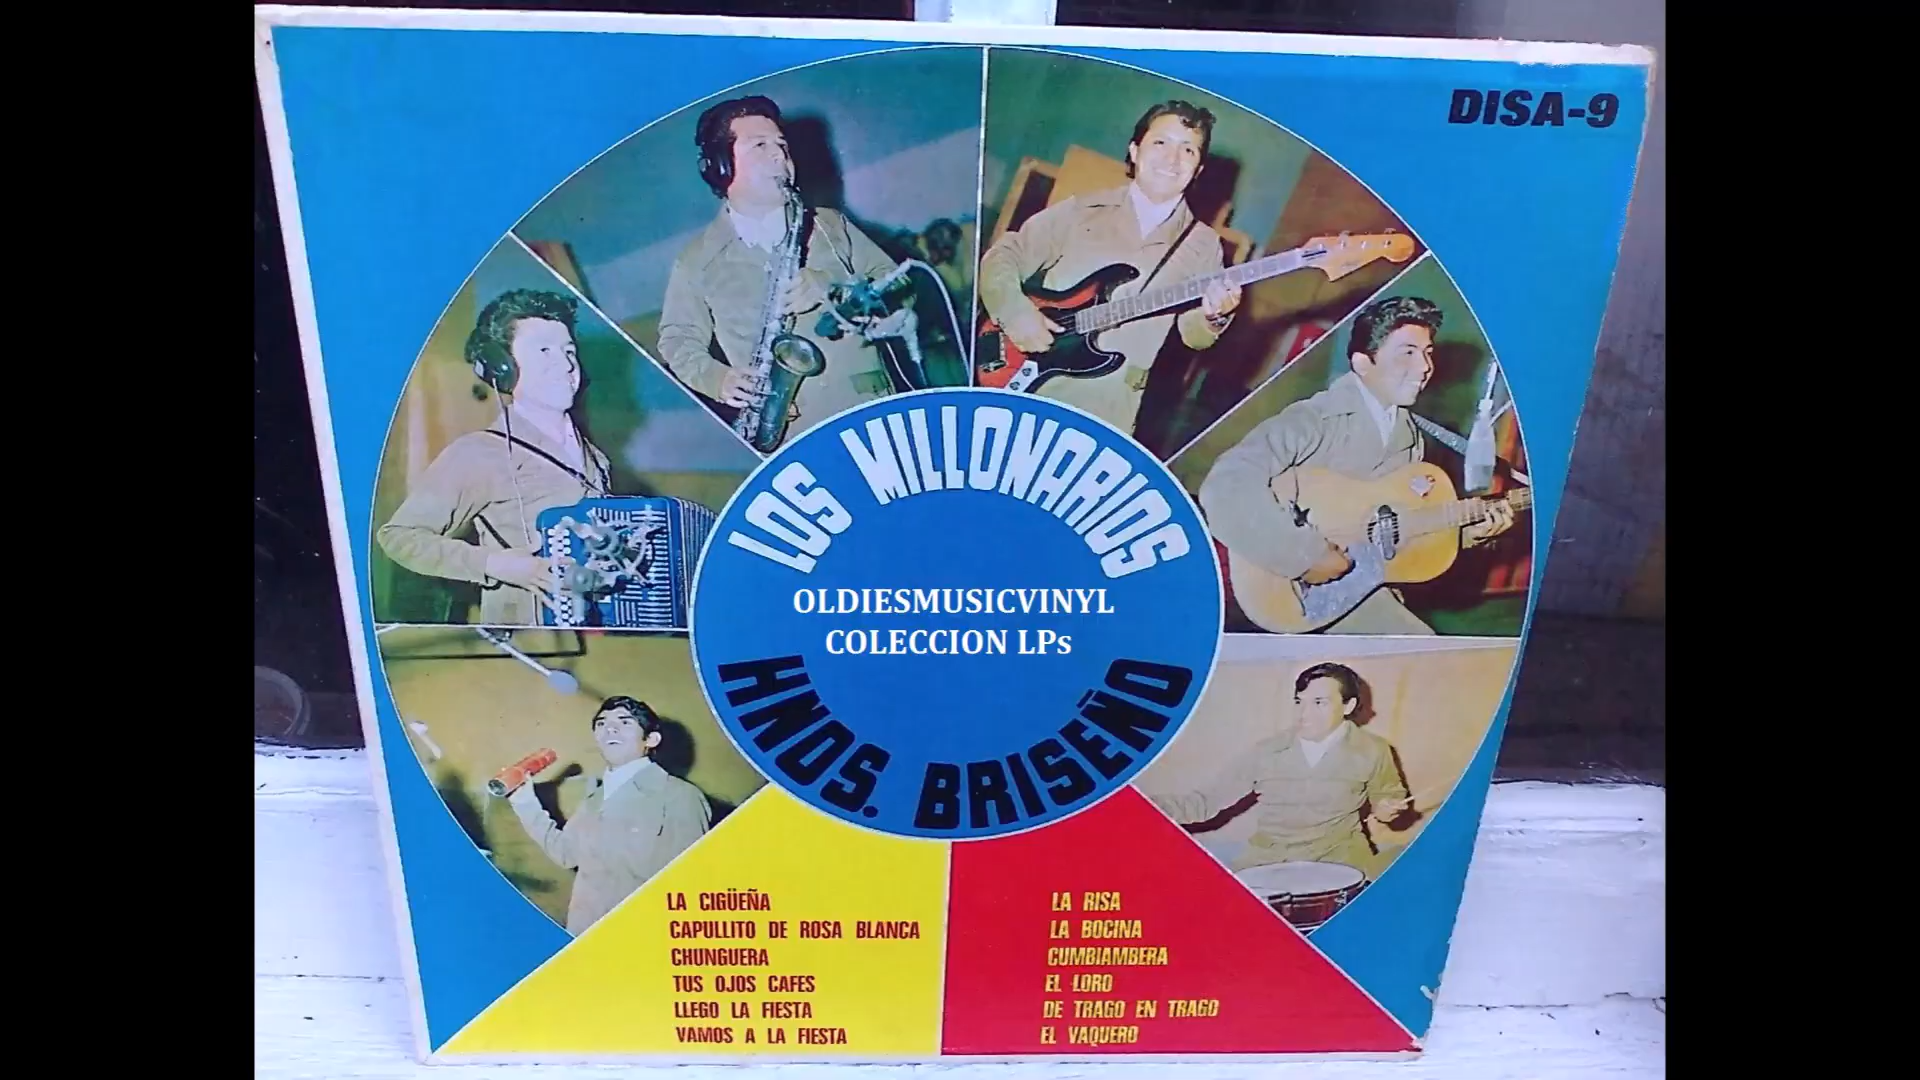 DISA-9
LOS MILLONARIOS
OLDIESMUSICVINYL
COLECCION LPs
HNOS. BRISEÑO
LA CIGÜEÑA
CAPULLITO DE ROSA BLANCA
CHUNGUERA
TUS OJOS CAFES
LLEGO LA FIESTA
VAMOS A LA FIESTA
LA RISA
LA BOCINA
CUMBIAMBERA
EL LORO
DE TRAGO EN TRAGO
EL VAQUERO